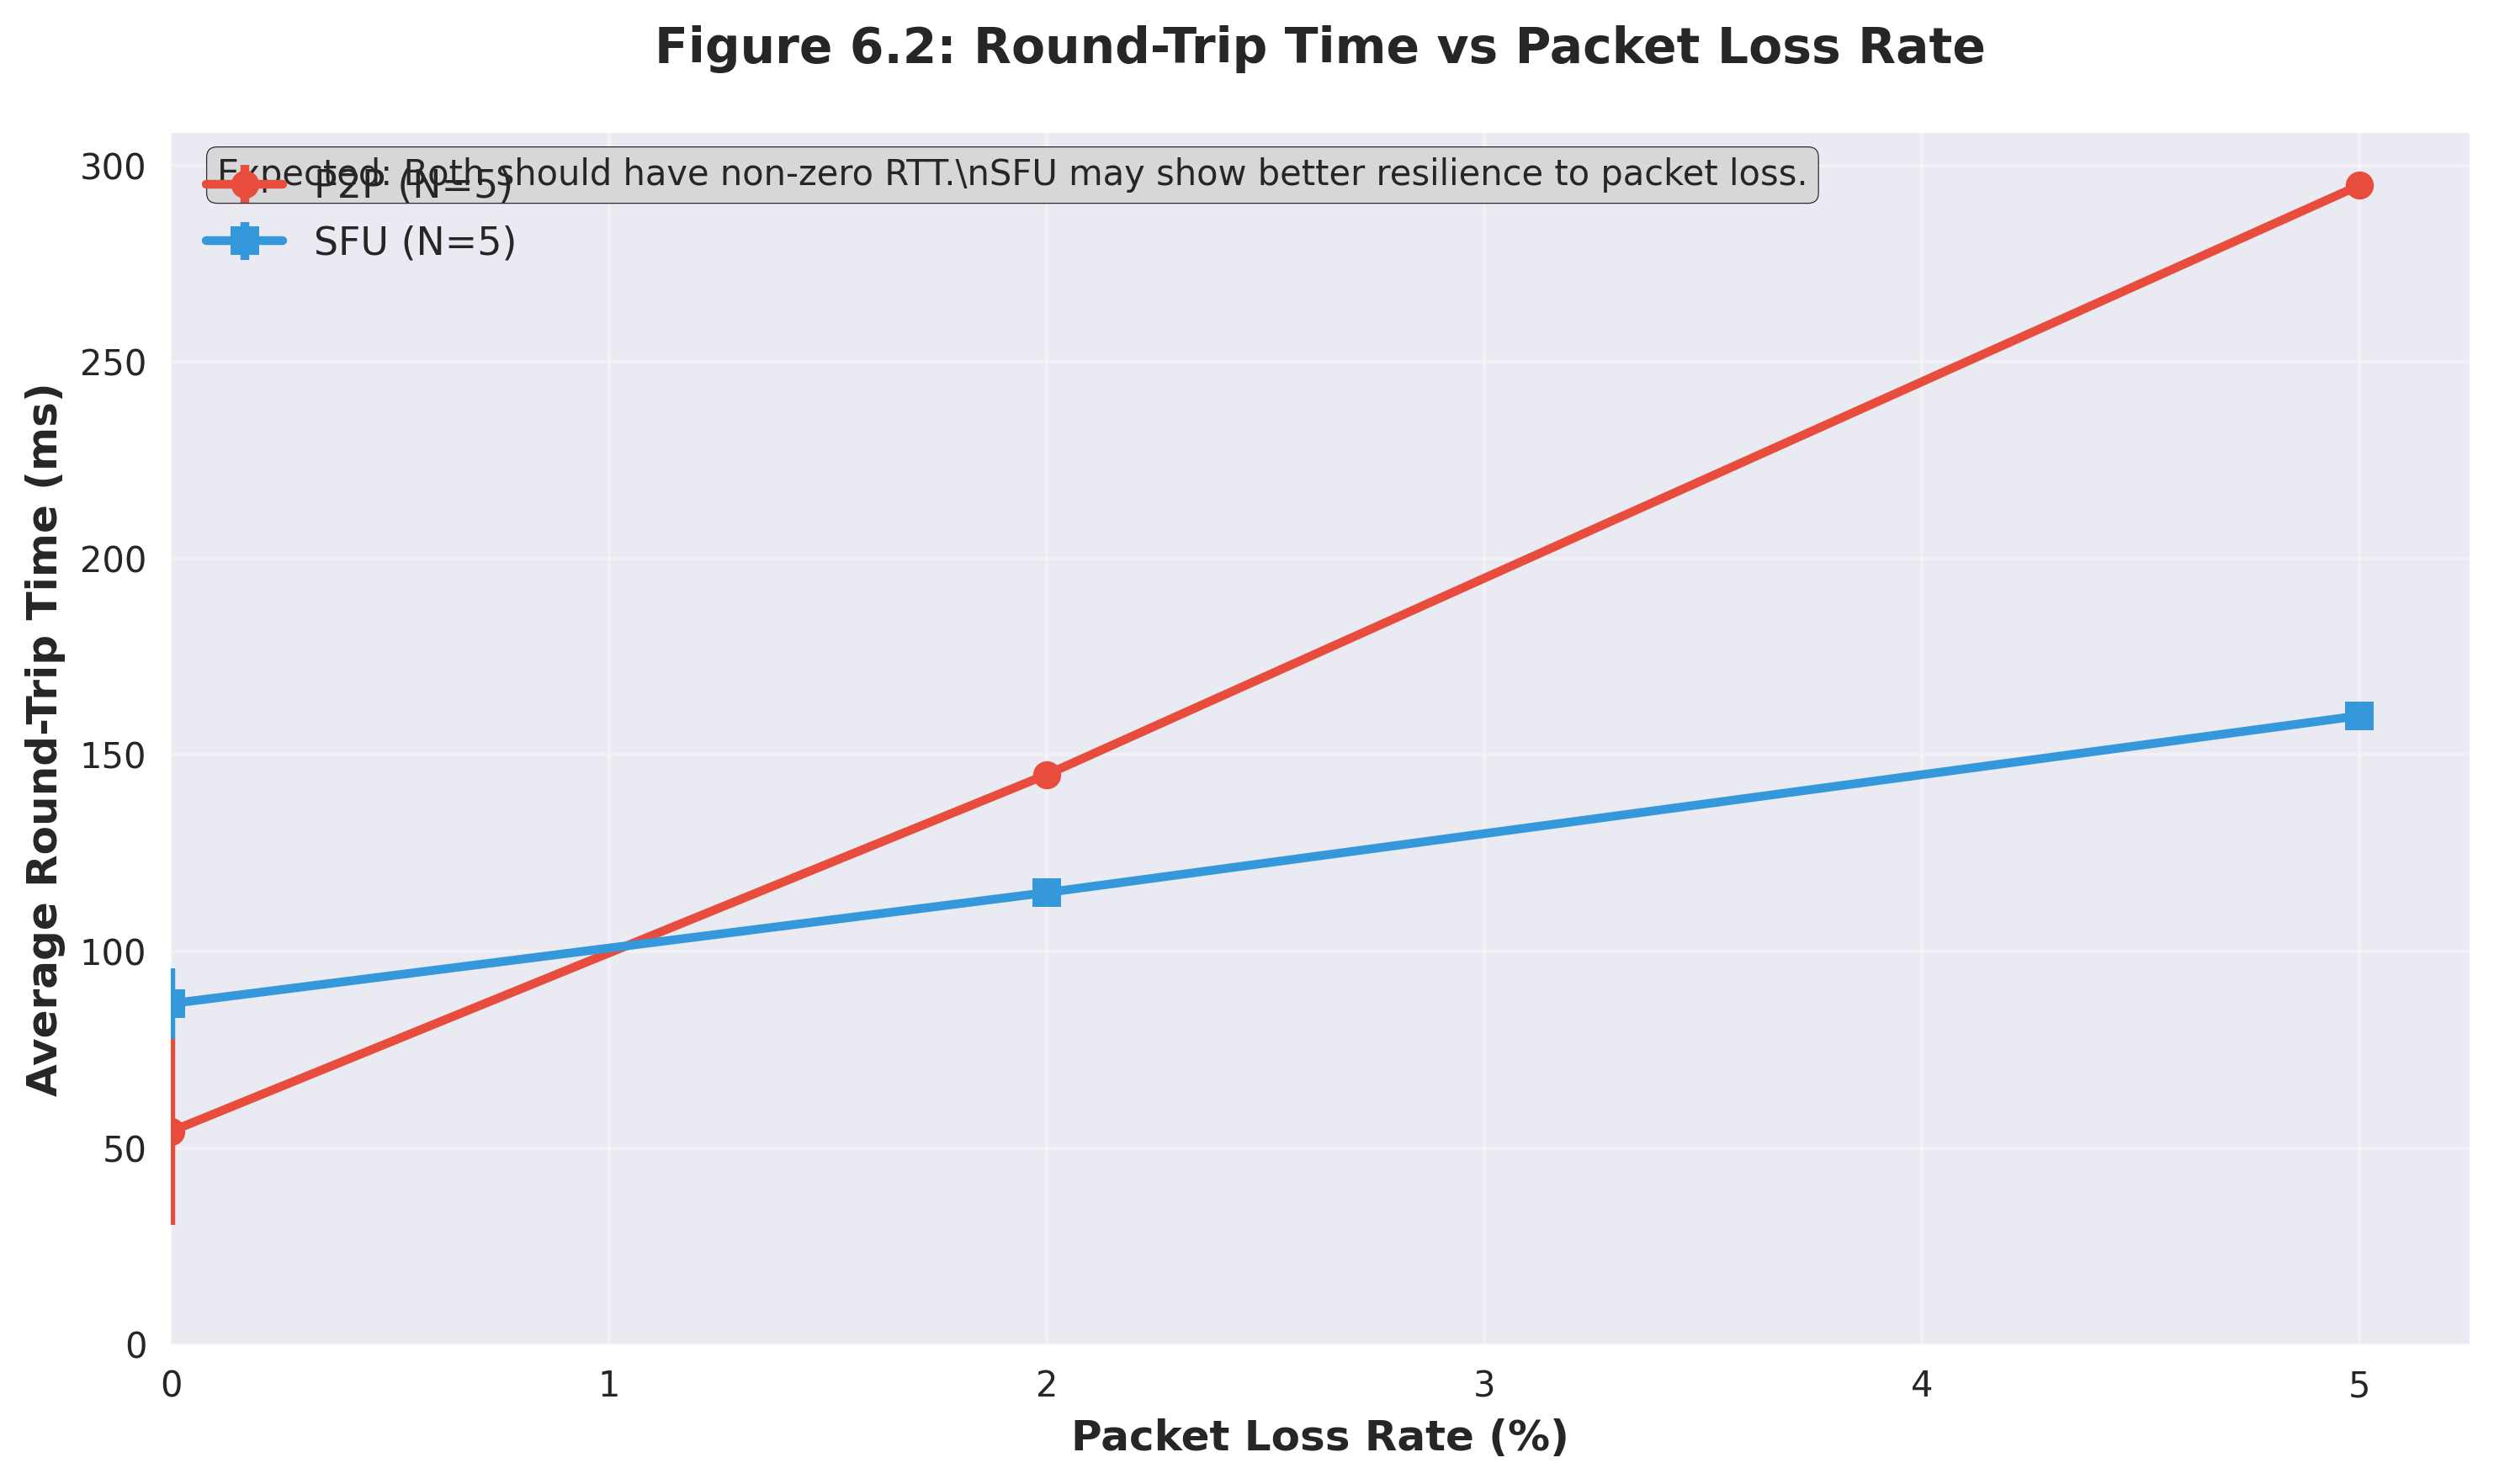 Figure 6.2: Round-Trip Time vs Packet Loss Rate
Expected: Both should have non-zero RTT.\nSFU may show better resilience to packet loss.
P2P (N=5)
SFU (N=5)
Average Round-Trip Time (ms)
300
250
200
150
100
50
0
0 1 2 3 4 5
Packet Loss Rate (%)